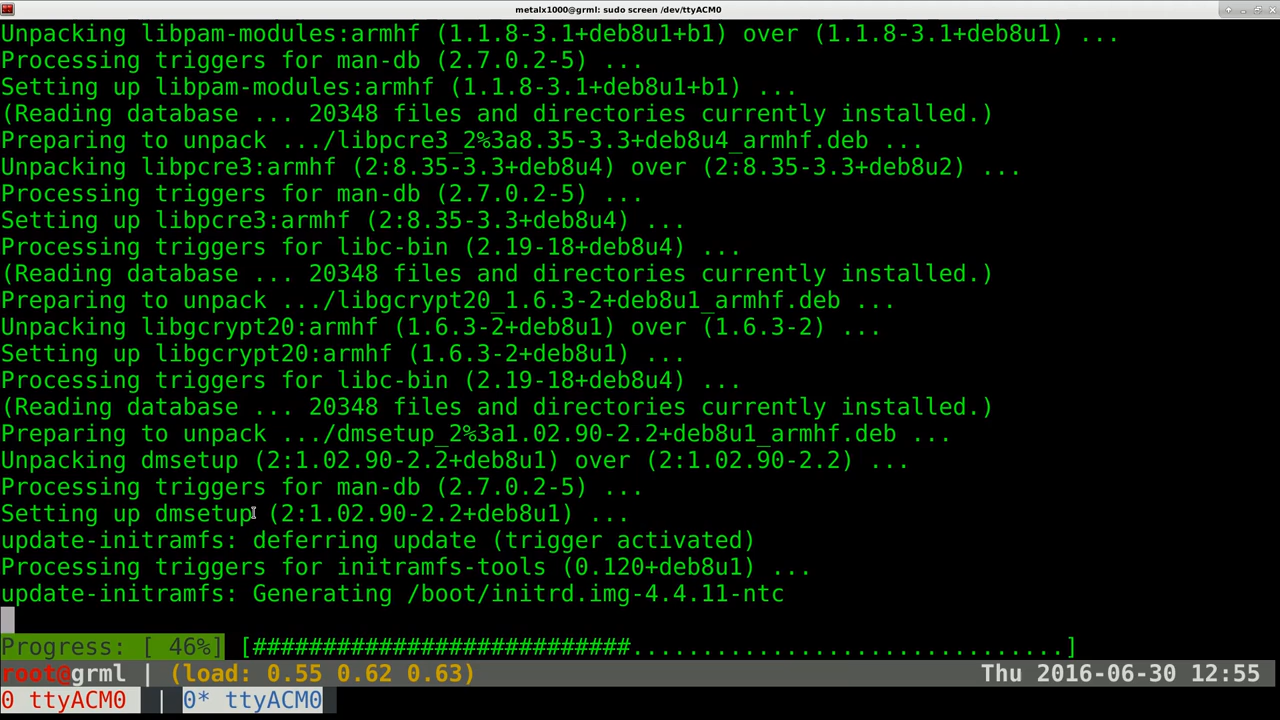 metalx1000@grml: sudo screen /dev/ttyACM0
Unpacking libpam-modules:armhf (1.1.8-3.1+deb8u1+b1) over (1.1.8-3.1+deb8u1) ...
Processing triggers for man-db (2.7.0.2-5) ...
Setting up libpam-modules:armhf (1.1.8-3.1+deb8u1+b1) ...
(Reading database ... 20348 files and directories currently installed.)
Preparing to unpack .../libpcre3_2%3a8.35-3.3+deb8u4_armhf.deb ...
Unpacking libpcre3:armhf (2:8.35-3.3+deb8u4) over (2:8.35-3.3+deb8u2) ...
Processing triggers for man-db (2.7.0.2-5) ...
Setting up libpcre3:armhf (2:8.35-3.3+deb8u4) ...
Processing triggers for libc-bin (2.19-18+deb8u4) ...
(Reading database ... 20348 files and directories currently installed.)
Preparing to unpack .../libgcrypt20_1.6.3-2+deb8u1_armhf.deb ...
Unpacking libgcrypt20:armhf (1.6.3-2+deb8u1) over (1.6.3-2) ...
Setting up libgcrypt20:armhf (1.6.3-2+deb8u1) ...
Processing triggers for libc-bin (2.19-18+deb8u4) ...
(Reading database ... 20348 files and directories currently installed.)
Preparing to unpack .../dmsetup_2%3a1.02.90-2.2+deb8u1_armhf.deb ...
Unpacking dmsetup (2:1.02.90-2.2+deb8u1) over (2:1.02.90-2.2) ...
Processing triggers for man-db (2.7.0.2-5) ...
Setting up dmsetup (2:1.02.90-2.2+deb8u1) ...
update-initramfs: deferring update (trigger activated)
Processing triggers for initramfs-tools (0.120+deb8u1) ...
update-initramfs: Generating /boot/initrd.img-4.4.11-ntc
Progress: [ 46%] [###########################...............................]
root@grml | (load: 0.55 0.62 0.63) Thu 2016-06-30 12:55
0 ttyACM0 | 0* ttyACM0